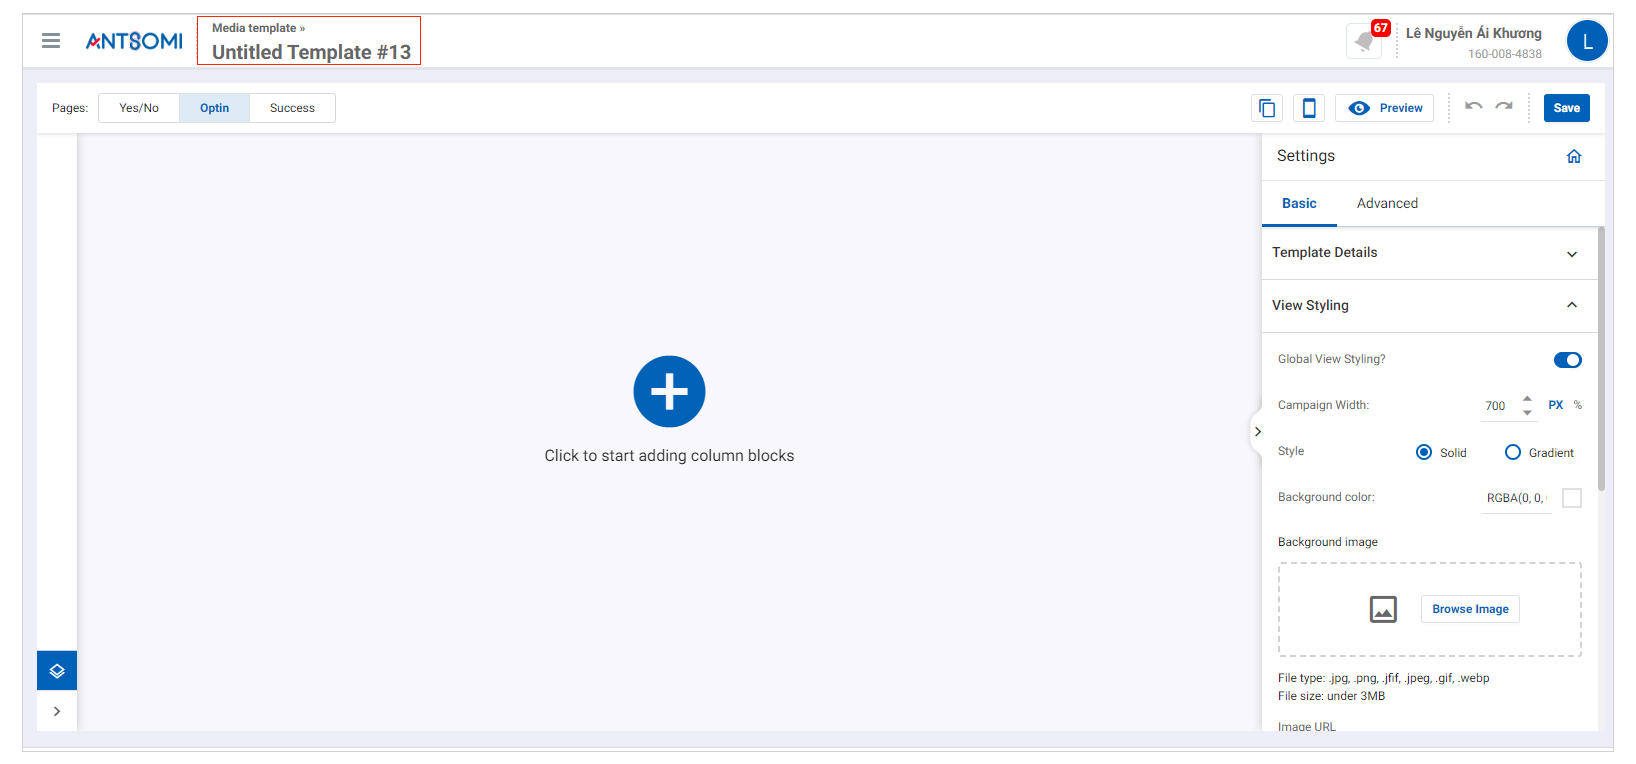 ANTSOMI
Media template »
Untitled Template #13
67
Lê Nguyễn Ái Khương
160-008-4838
L
Pages:
Yes/No
Optin
Success
Preview
Save
Settings
Basic
Advanced
Template Details
View Styling
Global View Styling?
Campaign Width:
700
PX
%
Style
Solid
Gradient
Background color:
RGBA(0, 0,
Background image
Browse Image
File type: .jpg, .png, .jfif, .jpeg, .gif, .webp
File size: under 3MB
Image URL
Click to start adding column blocks